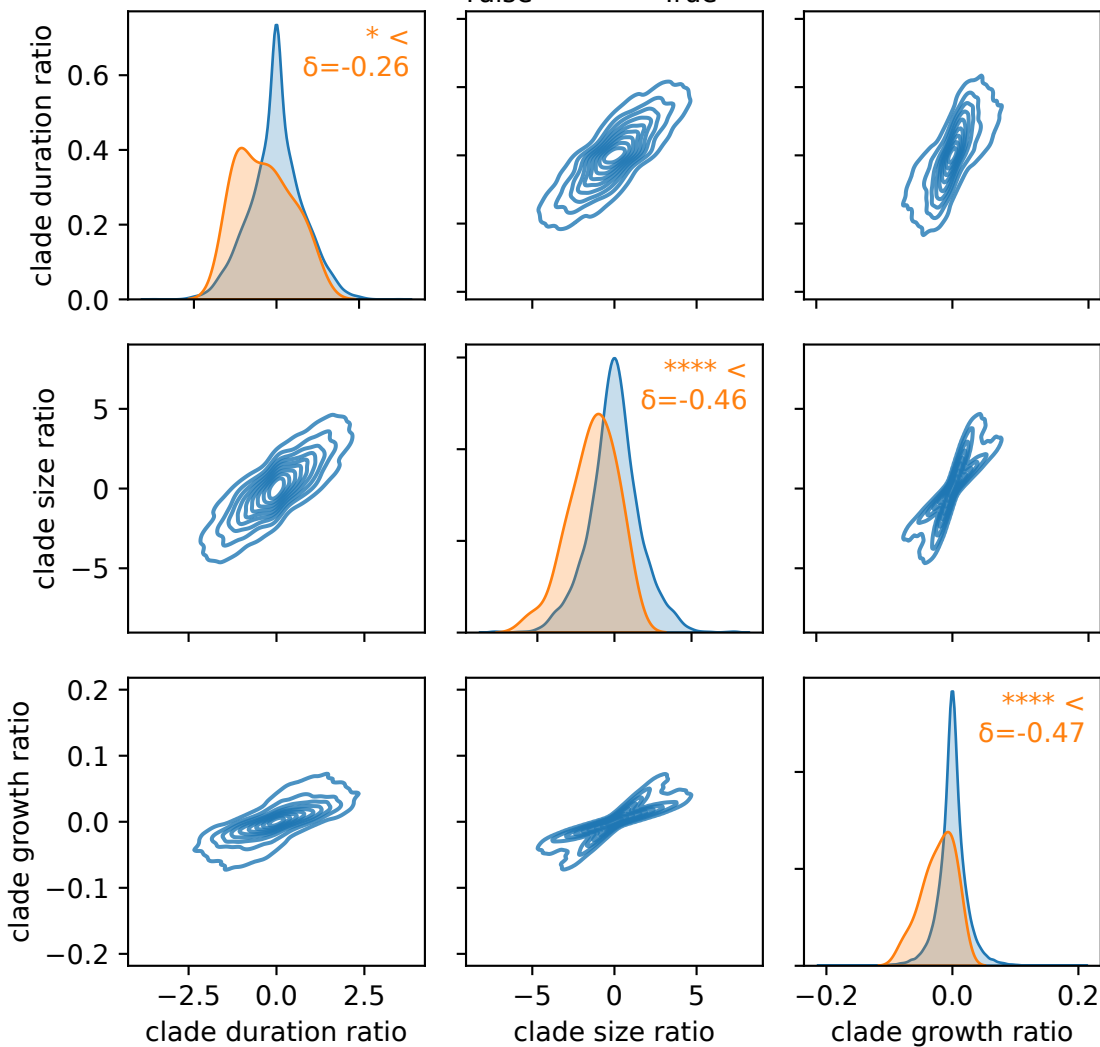 clade duration ratio
0.6
0.4
0.2
0.0
* <
δ=-0.26
clade size ratio
5
0
−5
**** <
δ=-0.46
clade growth ratio
0.2
0.1
0.0
−0.1
−0.2
**** <
δ=-0.47
−2.5 0.0 2.5
−5 0 5
−0.2 0.0 0.2
clade duration ratio
clade size ratio
clade growth ratio